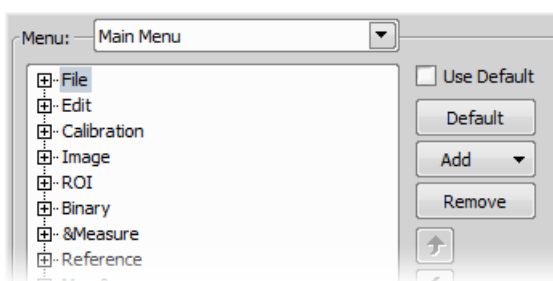 Menu: Main Menu
File
Use Default
Edit
Default
Calibration
Image
Add
ROI
Binary
Remove
&Measure
Reference